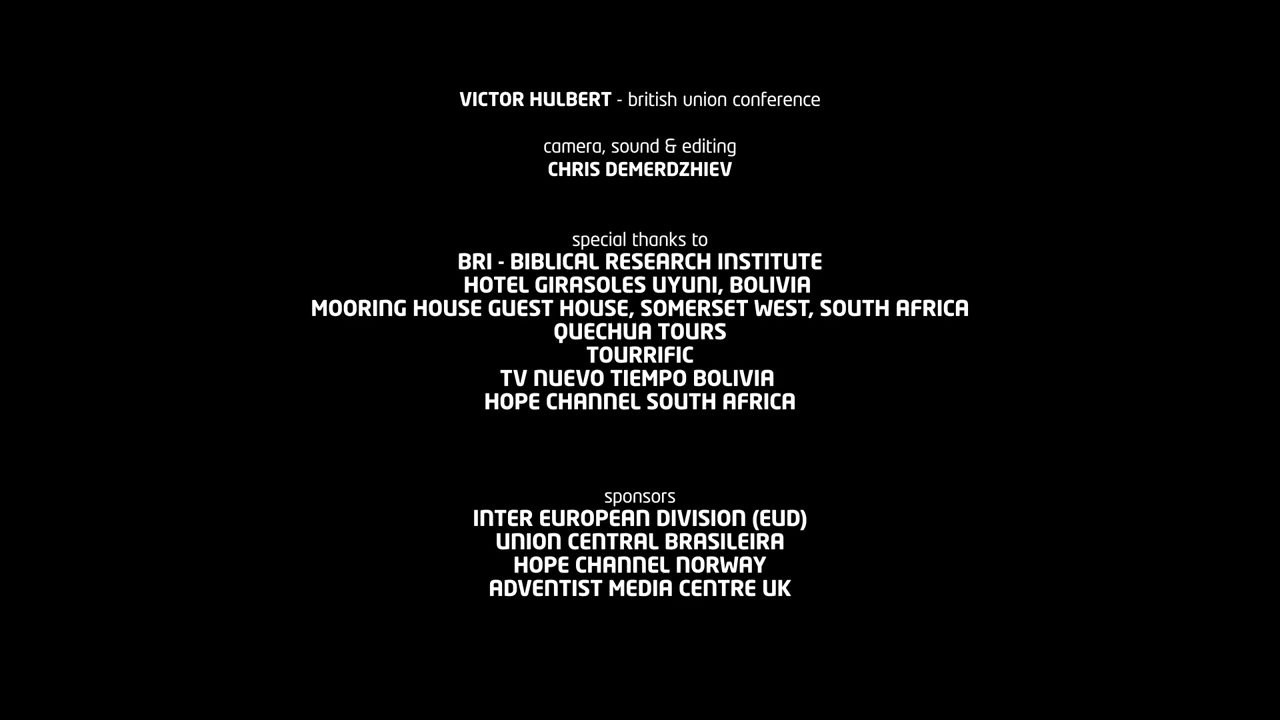 VICTOR HULBERT - british union conference
camera, sound & editing
CHRIS DEMERDZHIEV
special thanks to
BRI - BIBLICAL RESEARCH INSTITUTE
HOTEL GIRASOLES UYUNI, BOLIVIA
MOORING HOUSE GUEST HOUSE, SOMERSET WEST, SOUTH AFRICA
QUECHUA TOURS
TOURRIFIC
TV NUEVO TIEMPO BOLIVIA
HOPE CHANNEL SOUTH AFRICA
sponsors
INTER EUROPEAN DIVISION (EUD)
UNION CENTRAL BRASILEIRA
HOPE CHANNEL NORWAY
ADVENTIST MEDIA CENTRE UK